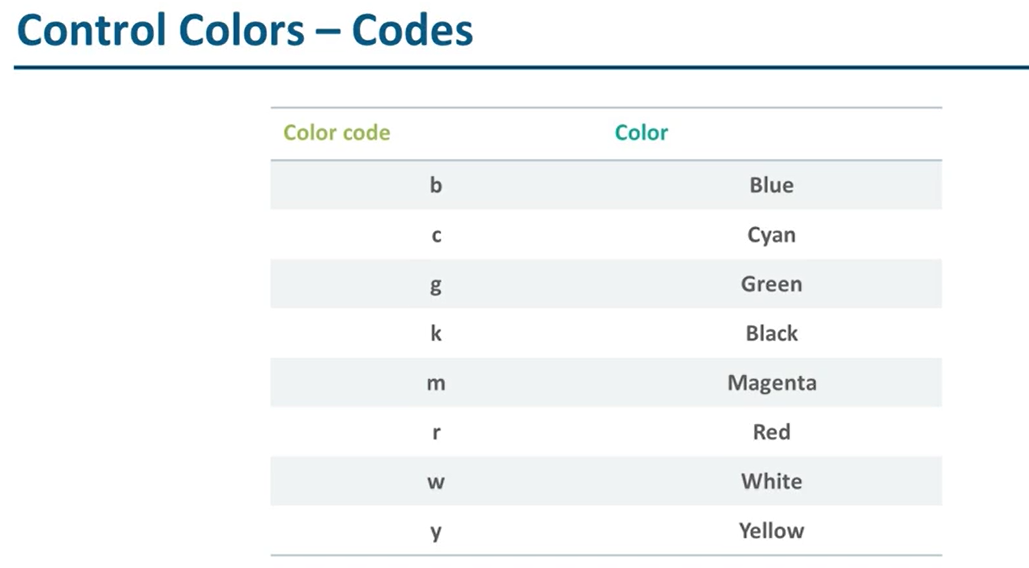 Control Colors – Codes
Color code Color
b Blue
c Cyan
g Green
k Black
m Magenta
r Red
w White
y Yellow